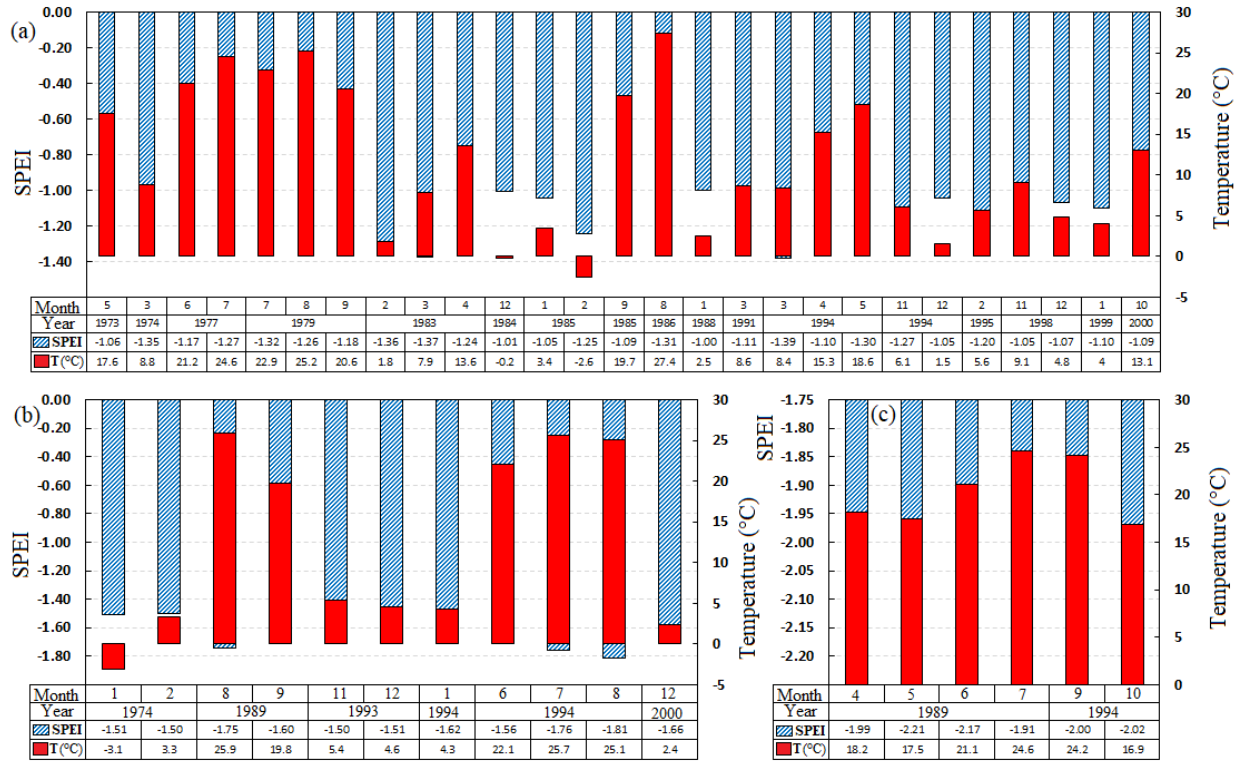 (a)
SPEI
0.00
-0.20
-0.40
-0.60
-0.80
-1.00
-1.20
-1.40
30
25
20
15
10
5
0
-5
Temperature (°C)
Month 5 3 6 7 7 8 9 2 3 4 12 1 2 9 8 1 3 3 4 5 11 12 2 11 12 1 10
Year 1973 1974 1977 1979 1983 1984 1985 1985 1986 1988 1991 1994 1994 1995 1998 1999 2000
SPEI -1.06 -1.35 -1.17 -1.27 -1.32 -1.26 -1.18 -1.36 -1.37 -1.24 -1.01 -1.05 -1.25 -1.09 -1.31 -1.00 -1.11 -1.39 -1.10 -1.30 -1.27 -1.05 -1.20 -1.05 -1.07 -1.10 -1.09
T (°C) 17.6 8.8 21.2 24.6 22.9 25.2 20.6 1.8 7.9 13.6 -0.2 3.4 -2.6 19.7 27.4 2.5 8.6 8.4 15.3 18.6 6.1 1.5 5.6 9.1 4.8 4 13.1
(b)
SPEI
0.00
-0.20
-0.40
-0.60
-0.80
-1.00
-1.20
-1.40
-1.60
-1.80
30
25
20
15
10
5
0
-5
Temperature (°C)
Month 1 2 8 9 11 12 1 6 7 8 12
Year 1974 1989 1993 1994 1994 2000
SPEI -1.51 -1.50 -1.75 -1.60 -1.50 -1.51 -1.62 -1.56 -1.76 -1.81 -1.66
T (°C) -3.1 3.3 25.9 19.8 5.4 4.6 4.3 22.1 25.7 25.1 2.4
(c)
SPEI
-1.75
-1.80
-1.85
-1.90
-1.95
-2.00
-2.05
-2.10
-2.15
-2.20
30
25
20
15
10
5
0
Temperature (°C)
Month 4 5 6 7 9 10
Year 1989 1994
SPEI -1.99 -2.21 -2.17 -1.91 -2.00 -2.02
T (°C) 18.2 17.5 21.1 24.6 24.2 16.9